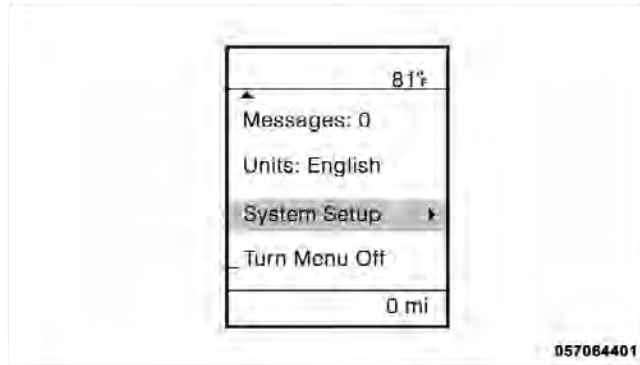 81°F
Messages: 0
Units: English
System Setup
Turn Menu Off
0 mi
057064401